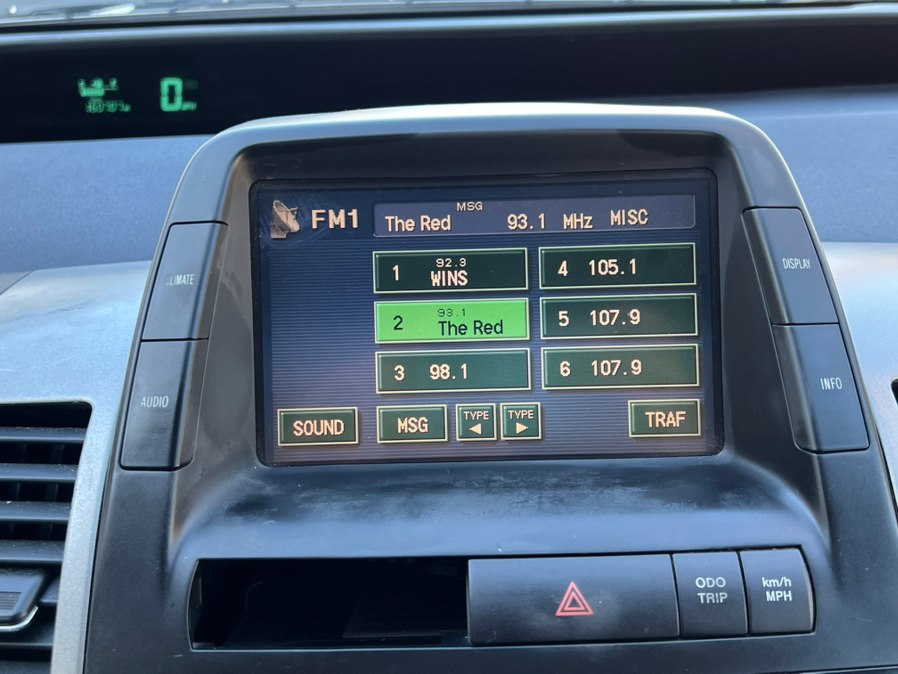 0
FM1
MSG
The Red 93.1 MHz MISC
CLIMATE
DISPLAY
1 92.3 WINS
4 105.1
2 93.1 The Red
5 107.9
3 98.1
6 107.9
AUDIO
INFO
SOUND
MSG
TYPE ◀
TYPE ▶
TRAF
ODO
TRIP
km/h
MPH